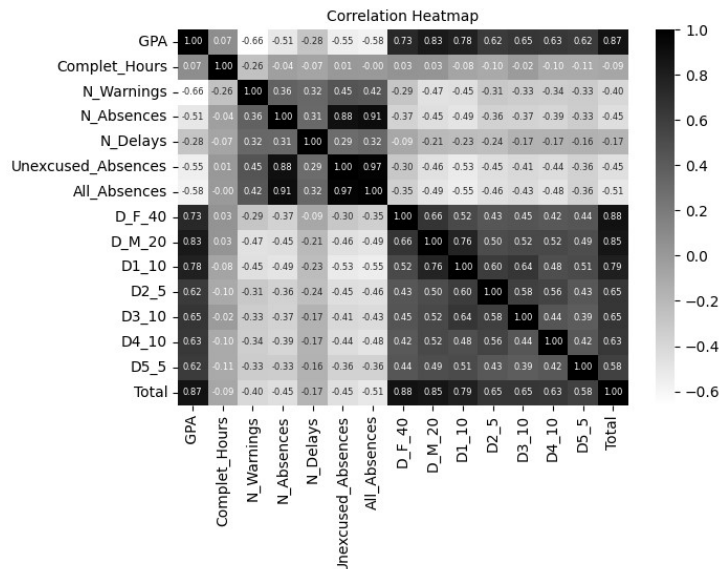 Correlation Heatmap
GPA 1.00 0.07 -0.66 -0.51 -0.28 -0.55 -0.58 0.73 0.83 0.78 0.62 0.65 0.63 0.62 0.87
Complet_Hours 0.07 1.00 -0.26 -0.04 -0.07 0.01 -0.00 0.03 0.03 -0.08 -0.10 -0.02 -0.10 -0.11 -0.09
N_Warnings -0.66 -0.26 1.00 0.36 0.32 0.45 0.42 -0.29 -0.47 -0.45 -0.31 -0.33 -0.34 -0.33 -0.40
N_Absences -0.51 -0.04 0.36 1.00 0.31 0.88 0.91 -0.37 -0.45 -0.49 -0.36 -0.37 -0.39 -0.33 -0.45
N_Delays -0.28 -0.07 0.32 0.31 1.00 0.29 0.32 -0.09 -0.21 -0.23 -0.24 -0.17 -0.17 -0.16 -0.17
Unexcused_Absences -0.55 0.01 0.45 0.88 0.29 1.00 0.97 -0.30 -0.46 -0.53 -0.45 -0.41 -0.44 -0.36 -0.45
All_Absences -0.58 -0.00 0.42 0.91 0.32 0.97 1.00 -0.35 -0.49 -0.55 -0.46 -0.43 -0.48 -0.36 -0.51
D_F_40 0.73 0.03 -0.29 -0.37 -0.09 -0.30 -0.35 1.00 0.66 0.52 0.43 0.45 0.42 0.44 0.88
D_M_20 0.83 0.03 -0.47 -0.45 -0.21 -0.46 -0.49 0.66 1.00 0.76 0.50 0.52 0.52 0.49 0.85
D1_10 0.78 -0.08 -0.45 -0.49 -0.23 -0.53 -0.55 0.52 0.76 1.00 0.60 0.64 0.48 0.51 0.79
D2_5 0.62 -0.10 -0.31 -0.36 -0.24 -0.45 -0.46 0.43 0.50 0.60 1.00 0.58 0.56 0.43 0.65
D3_10 0.65 -0.02 -0.33 -0.37 -0.17 -0.41 -0.43 0.45 0.52 0.64 0.58 1.00 0.44 0.39 0.65
D4_10 0.63 -0.10 -0.34 -0.39 -0.17 -0.44 -0.48 0.42 0.52 0.48 0.56 0.44 1.00 0.42 0.63
D5_5 0.62 -0.11 -0.33 -0.33 -0.16 -0.36 -0.36 0.44 0.49 0.51 0.43 0.39 0.42 1.00 0.58
Total 0.87 -0.09 -0.40 -0.45 -0.17 -0.45 -0.51 0.88 0.85 0.79 0.65 0.65 0.63 0.58 1.00
GPA
Complet_Hours
N_Warnings
N_Absences
N_Delays
Unexcused_Absences
All_Absences
D_F_40
D_M_20
D1_10
D2_5
D3_10
D4_10
D5_5
Total
1.0
0.8
0.6
0.4
0.2
0.0
−0.2
−0.4
−0.6